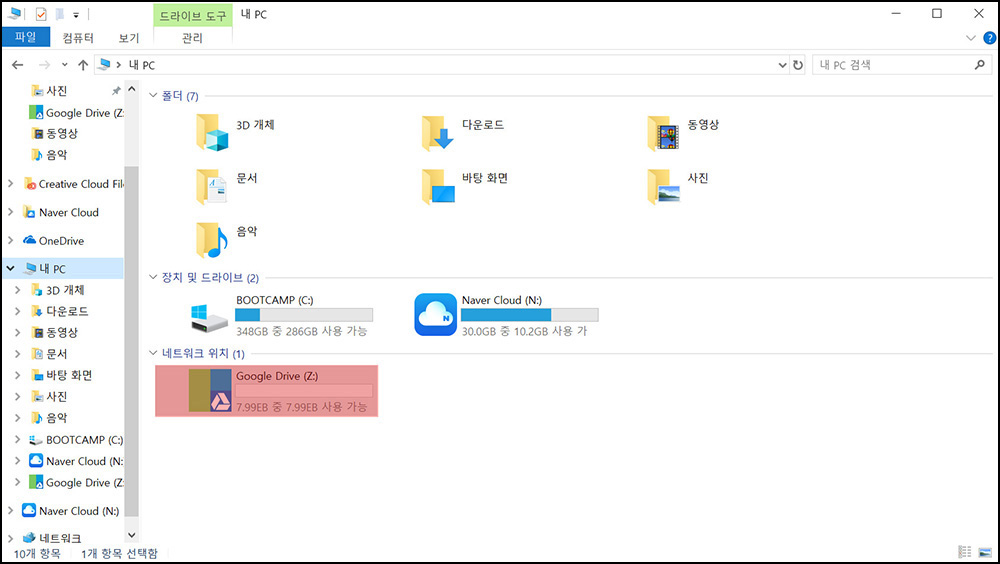 드라이브 도구 내 PC
파일 컴퓨터 보기 관리
내 PC 내 PC 검색
사진
Google Drive (Z:
동영상
음악
Creative Cloud File
Naver Cloud
OneDrive
내 PC
3D 개체
다운로드
동영상
문서
바탕 화면
사진
음악
BOOTCAMP (C:)
Naver Cloud (N:
Google Drive (Z:
Naver Cloud (N:)
네트워크
폴더 (7)
3D 개체
다운로드
동영상
문서
바탕 화면
사진
음악
장치 및 드라이브 (2)
BOOTCAMP (C:)
348GB 중 286GB 사용 가능
Naver Cloud (N:)
30.0GB 중 10.2GB 사용 가
네트워크 위치 (1)
Google Drive (Z:)
7.99EB 중 7.99EB 사용 가능
10개 항목 1개 항목 선택함